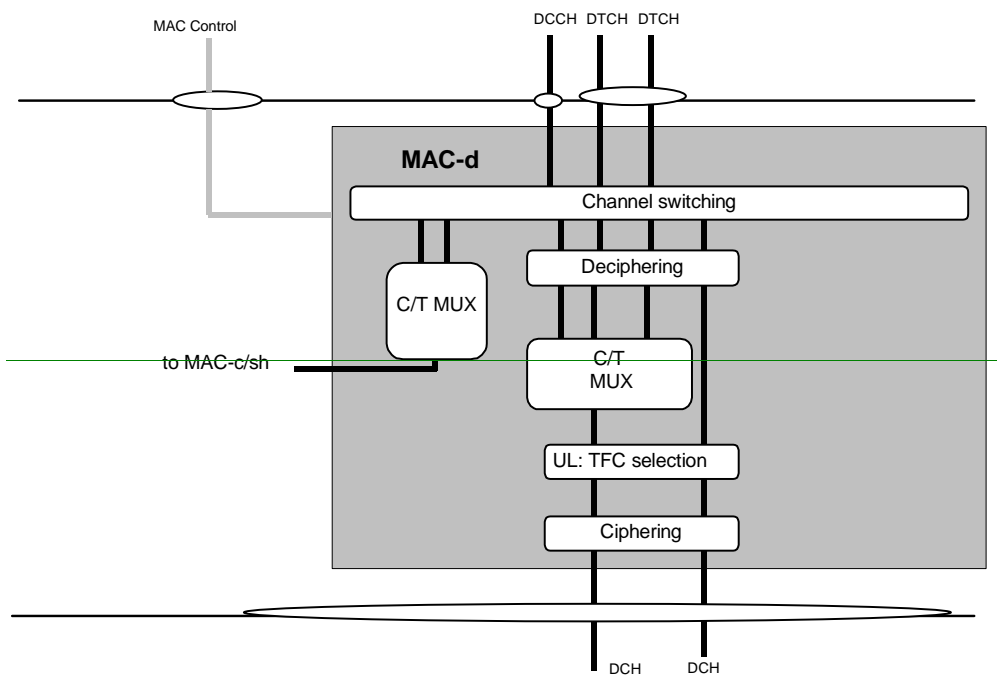 DCCH DTCH DTCH
MAC Control
MAC-d
Channel switching
Deciphering
C/T MUX
to MAC-c/sh
C/T
MUX
UL: TFC selection
Ciphering
DCH DCH